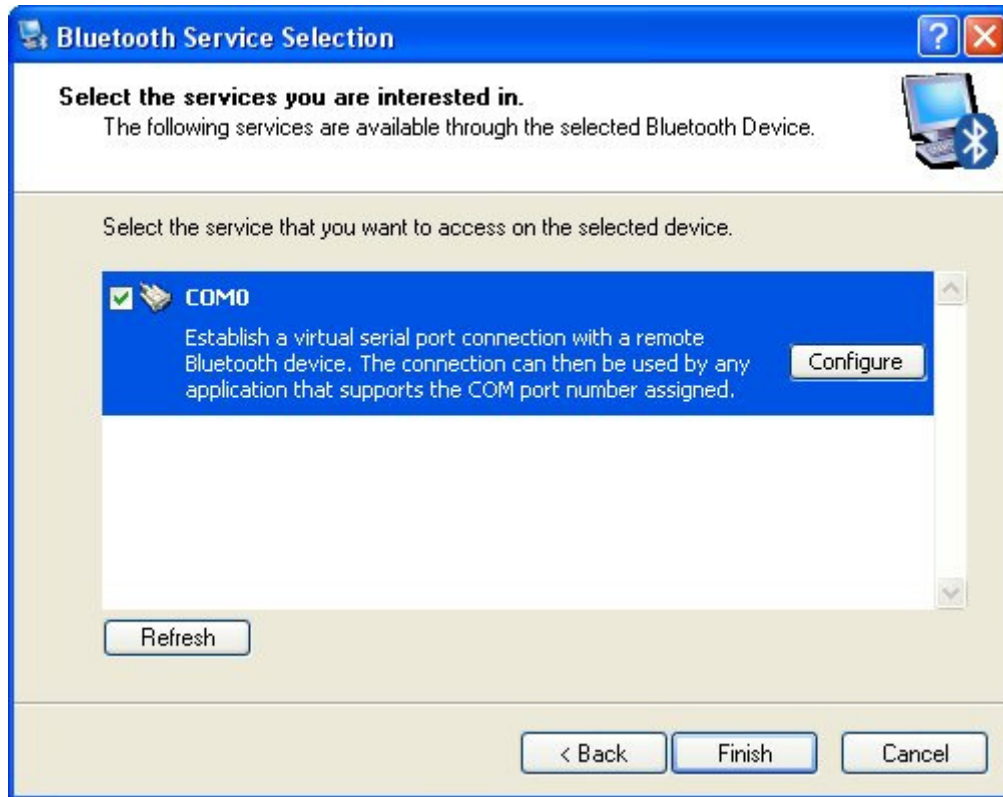 Bluetooth Service Selection
?
Select the services you are interested in.
The following services are available through the selected Bluetooth Device.
Select the service that you want to access on the selected device.
COM0
Establish a virtual serial port connection with a remote
Bluetooth device. The connection can then be used by any
application that supports the COM port number assigned.
Configure
Refresh
< Back
Finish
Cancel